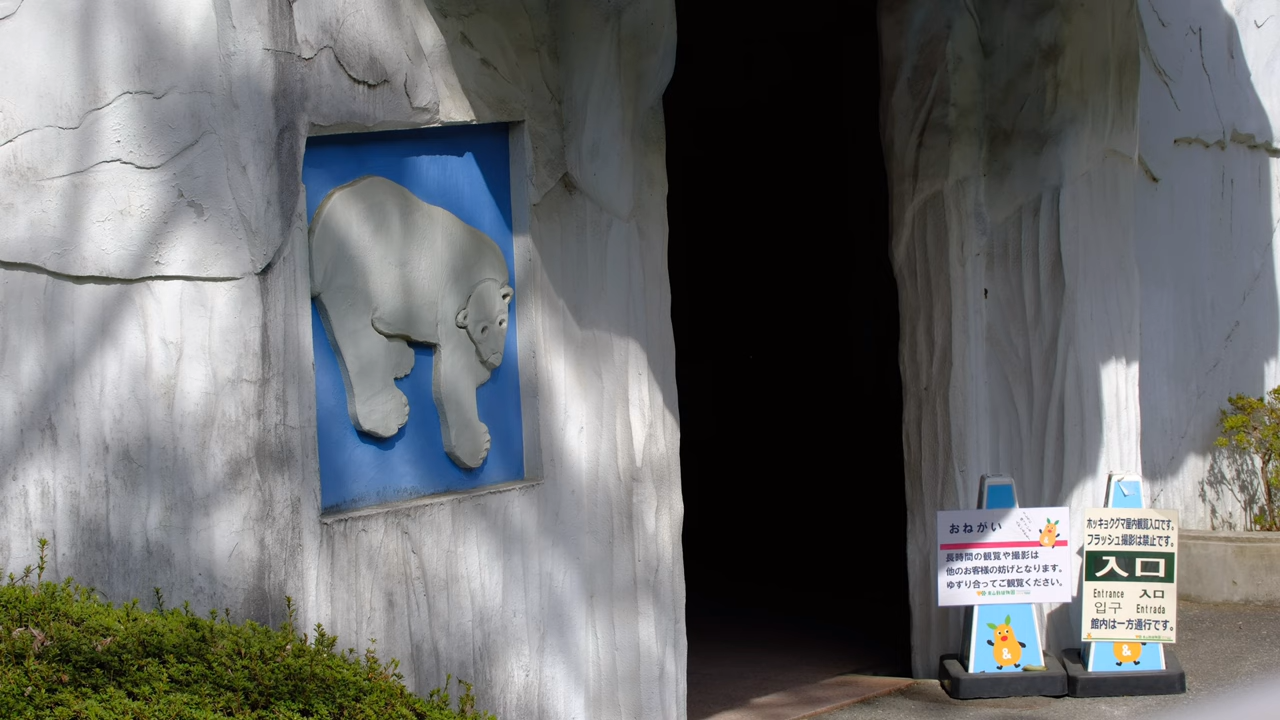 おねがい
長時間の観覧や撮影は
他のお客様の妨げとなります。
ゆずり合ってご観覧ください。
&
ホッキョクグマ屋内観覧入口です。
フラッシュ撮影は禁止です。
入口
Entrance 入口
입구 Entrada
館内は一方通行です。
&